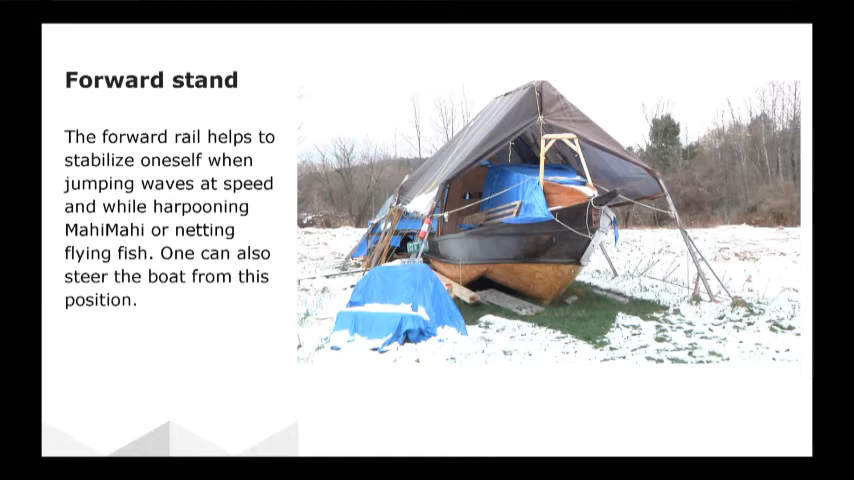 Forward stand
The forward rail helps to
stabilize oneself when
jumping waves at speed
and while harpooning
MahiMahi or netting
flying fish. One can also
steer the boat from this
position.